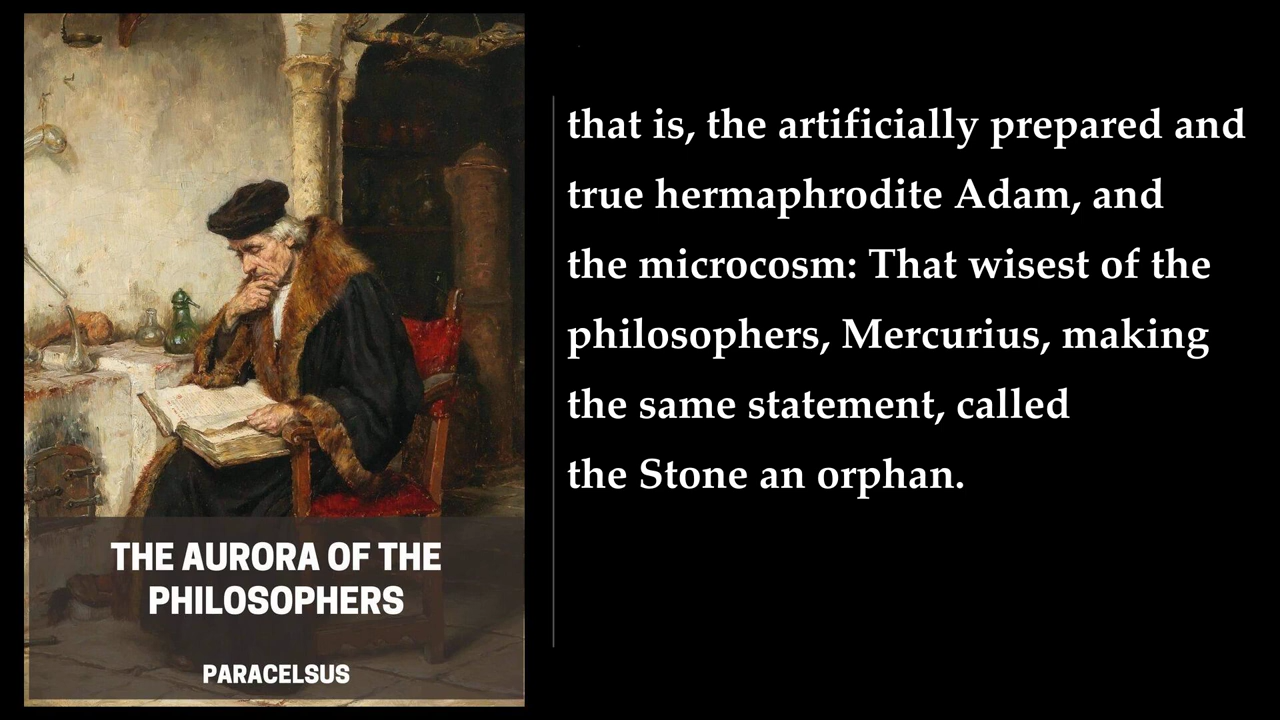 that is, the artificially prepared and
true hermaphrodite Adam, and
the microcosm: That wisest of the
philosophers, Mercurius, making
the same statement, called
the Stone an orphan.
THE AURORA OF THE
PHILOSOPHERS
PARACELSUS